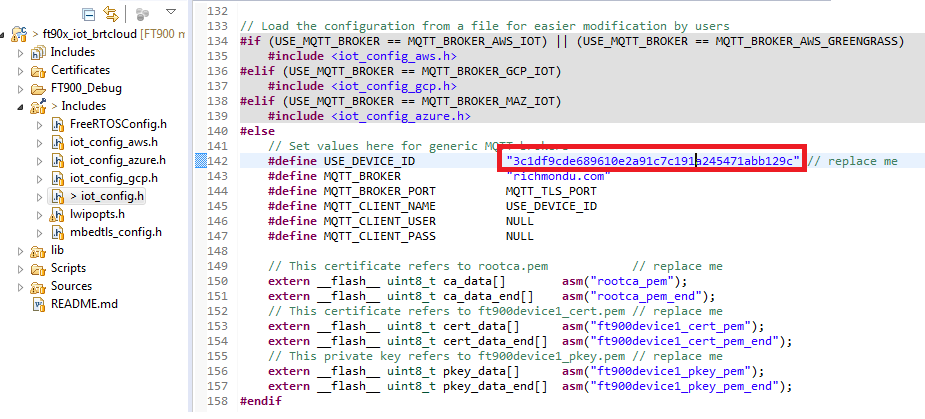 ft90x_iot_brtcloud [FT900 m
Includes
Certificates
FT900_Debug
> Includes
FreeRTOSConfig.h
iot_config_aws.h
iot_config_azure.h
iot_config_gcp.h
> iot_config.h
lwipopts.h
mbedtls_config.h
lib
Scripts
Sources
README.md
132
133 // Load the configuration from a file for easier modification by users
134 #if (USE_MQTT_BROKER == MQTT_BROKER_AWS_IOT) || (USE_MQTT_BROKER == MQTT_BROKER_AWS_GREENGRASS)
135 #include <iot_config_aws.h>
136 #elif (USE_MQTT_BROKER == MQTT_BROKER_GCP_IOT)
137 #include <iot_config_gcp.h>
138 #elif (USE_MQTT_BROKER == MQTT_BROKER_MAZ_IOT)
139 #include <iot_config_azure.h>
140 #else
141 // Set values here for generic MQTT brokers
142 #define USE_DEVICE_ID "3c1df9cde689610e2a91c7c191a245471abb129c" // replace me
143 #define MQTT_BROKER "richmondu.com"
144 #define MQTT_BROKER_PORT MQTT_TLS_PORT
145 #define MQTT_CLIENT_NAME USE_DEVICE_ID
146 #define MQTT_CLIENT_USER NULL
147 #define MQTT_CLIENT_PASS NULL
148
149 // This certificate refers to rootca.pem // replace me
150 extern __flash__ uint8_t ca_data[] asm("rootca_pem");
151 extern __flash__ uint8_t ca_data_end[] asm("rootca_pem_end");
152 // This certificate refers to ft900device1_cert.pem // replace me
153 extern __flash__ uint8_t cert_data[] asm("ft900device1_cert_pem");
154 extern __flash__ uint8_t cert_data_end[] asm("ft900device1_cert_pem_end");
155 // This private key refers to ft900device1_pkey.pem // replace me
156 extern __flash__ uint8_t pkey_data[] asm("ft900device1_pkey_pem");
157 extern __flash__ uint8_t pkey_data_end[] asm("ft900device1_pkey_pem_end");
158 #endif